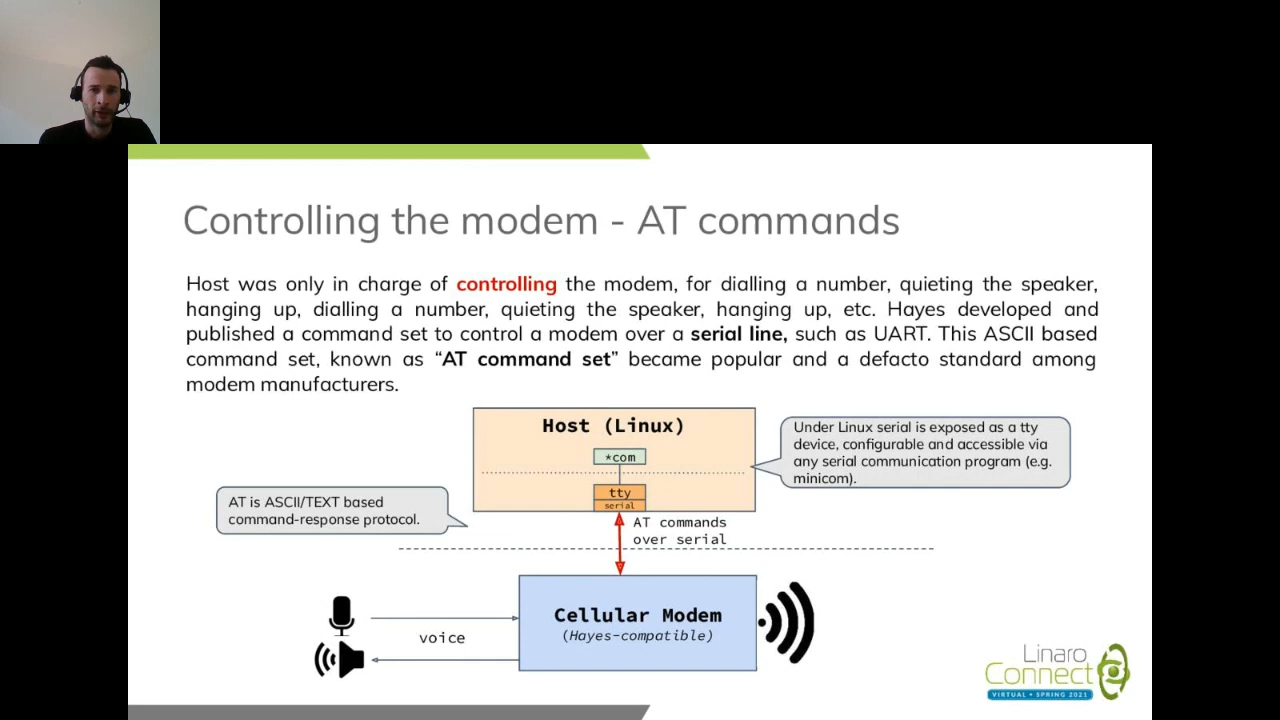 Controlling the modem - AT commands
Host was only in charge of controlling the modem, for dialling a number, quieting the speaker,
hanging up, dialling a number, quieting the speaker, hanging up, etc. Hayes developed and
published a command set to control a modem over a serial line, such as UART. This ASCII based
command set, known as “AT command set” became popular and a defacto standard among
modem manufacturers.
Host (Linux)
*com
tty
serial
Under Linux serial is exposed as a tty
device, configurable and accessible via
any serial communication program (e.g.
minicom).
AT is ASCII/TEXT based
command-response protocol.
AT commands
over serial
Cellular Modem
(Hayes-compatible)
voice
Linaro
Connect
VIRTUAL • SPRING 2021